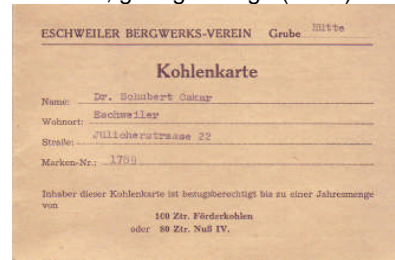 ESCHWEILER BERGWERKS-VEREIN Grube Hütte
Kohlenkarte
Name: Dr. Schubert Oskar
Wohnort: Eschweiler
Straße: Jülicherstrasse 22
Marken-Nr.: 1789
Inhaber dieser Kohlenkarte ist bezugsberechtigt bis zu einer Jahresmenge
von
100 Ztr. Förderkohlen
oder 80 Ztr. Nuß IV.